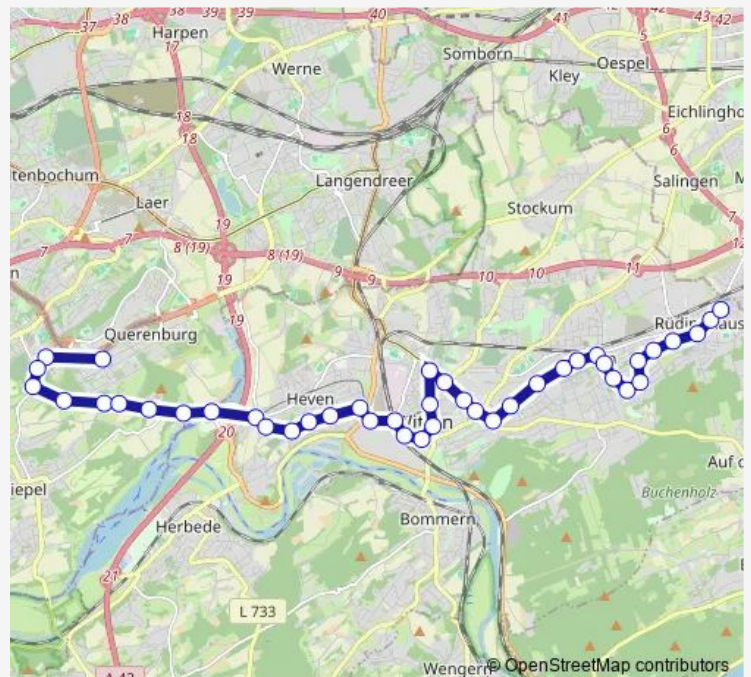 38 39 38 39 40 41 42 43 42
37 Harpen
17
Somborn
5
Werne
Oespel
Kley
Eichlingho
18
18
6
6
tenbochum
Langendreer
Salingen
Laer
Stockum
7
19
7 7 8 (19) 8 (19)
12
n
9 9 10 10 11
19
19
Querenburg
Heven
20
Auf d
iepel
Buchenholz
Herbede
Bommern
21
L 733
Wengern
© OpenStreetMap contributors